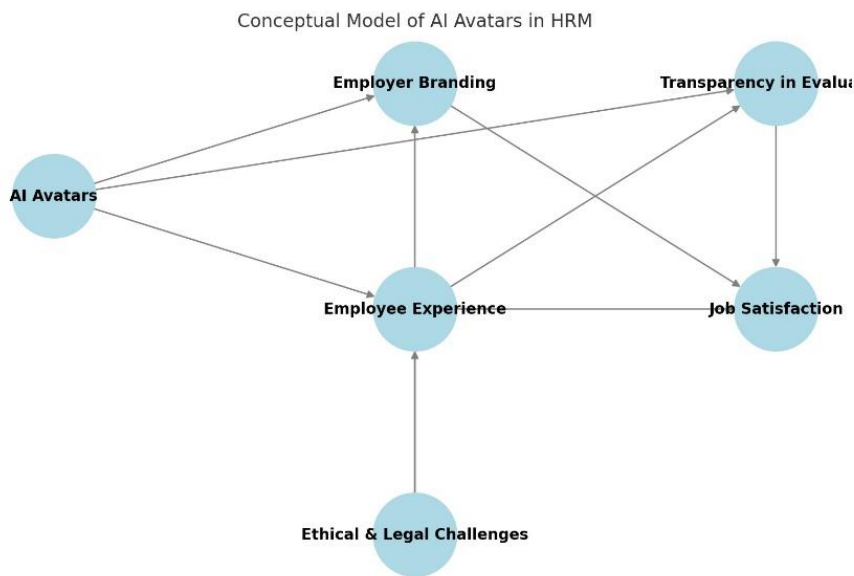 Conceptual Model of AI Avatars in HRM
Employer Branding
Transparency in Evalua
AI Avatars
Employee Experience
Job Satisfaction
Ethical & Legal Challenges